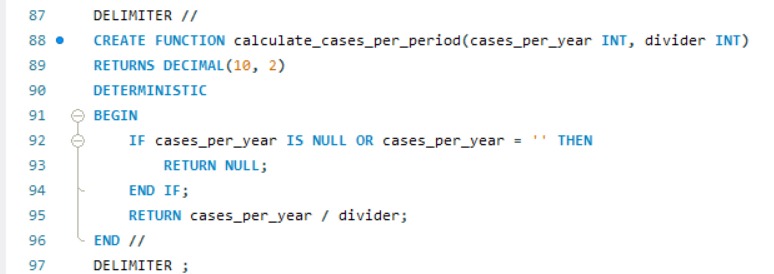 87 DELIMITER //
88 CREATE FUNCTION calculate_cases_per_period(cases_per_year INT, divider INT)
89 RETURNS DECIMAL(10, 2)
90 DETERMINISTIC
91 BEGIN
92 IF cases_per_year IS NULL OR cases_per_year = '' THEN
93 RETURN NULL;
94 END IF;
95 RETURN cases_per_year / divider;
96 END //
97 DELIMITER ;